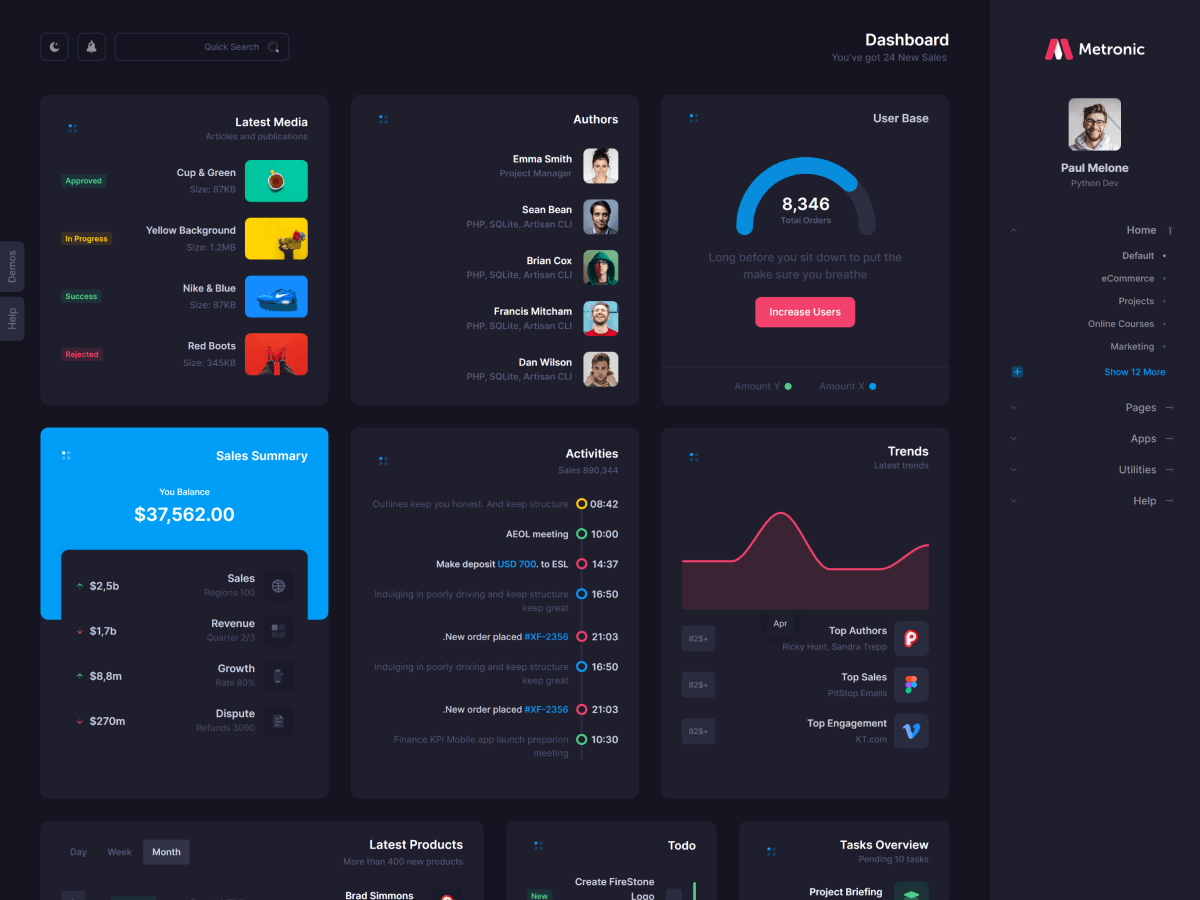 Quick Search
Dashboard
You've got 24 New Sales
Metronic
Paul Melone
Python Dev
Home
Default
eCommerce
Projects
Online Courses
Marketing
Show 12 More
Pages
Apps
Utilities
Help
Demos
Help
Latest Media
Articles and publications
Cup & Green
Size: 87KB
Approved
Yellow Background
Size: 1.2MB
In Progress
Nike & Blue
Size: 87KB
Success
Red Boots
Size: 345KB
Rejected
Authors
Emma Smith
Project Manager
Sean Bean
PHP, SQLite, Artisan CLI
Brian Cox
PHP, SQLite, Artisan CLI
Francis Mitcham
PHP, SQLite, Artisan CLI
Dan Wilson
PHP, SQLite, Artisan CLI
User Base
8,346
Total Orders
Long before you sit down to put the
make sure you breathe
Increase Users
Amount Y
Amount X
Sales Summary
You Balance
$37,562.00
Sales
Regions 100
$2,5b
Revenue
Quarter 2/3
$1,7b
Growth
Rate 80%
$8,8m
Dispute
Refunds 3090
$270m
Activities
Sales 890,344
Outlines keep you honest. And keep structure 08:42
AEOL meeting 10:00
Make deposit USD 700. to ESL 14:37
Indulging in poorly driving and keep structure 16:50
keep great
.New order placed #XF-2356 21:03
Indulging in poorly driving and keep structure 16:50
keep great
.New order placed #XF-2356 21:03
Finance KPI Mobile app launch preparion 10:30
meeting
Trends
Latest trends
Apr
Top Authors
Ricky Hunt, Sandra Trepp
82$+
Top Sales
PitStop Emails
82$+
Top Engagement
KT.com
82$+
Day
Week
Month
Latest Products
More than 400 new products
Brad Simmons
Todo
Create FireStone
Logo
New
Tasks Overview
Pending 10 tasks
Project Briefing